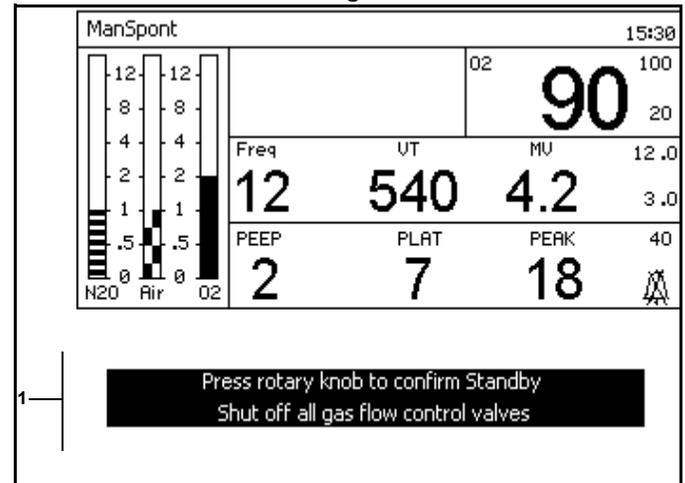 ManSpont 15:30
12 12
8 8
4 4
2 2
1 1
.5 .5
0 0
N2O Air O2
O2 90 100
20
Freq VT MV 12.0
12 540 4.2 3.0
PEEP PLAT PEAK 40
2 7 18
1
Press rotary knob to confirm Standby
Shut off all gas flow control valves